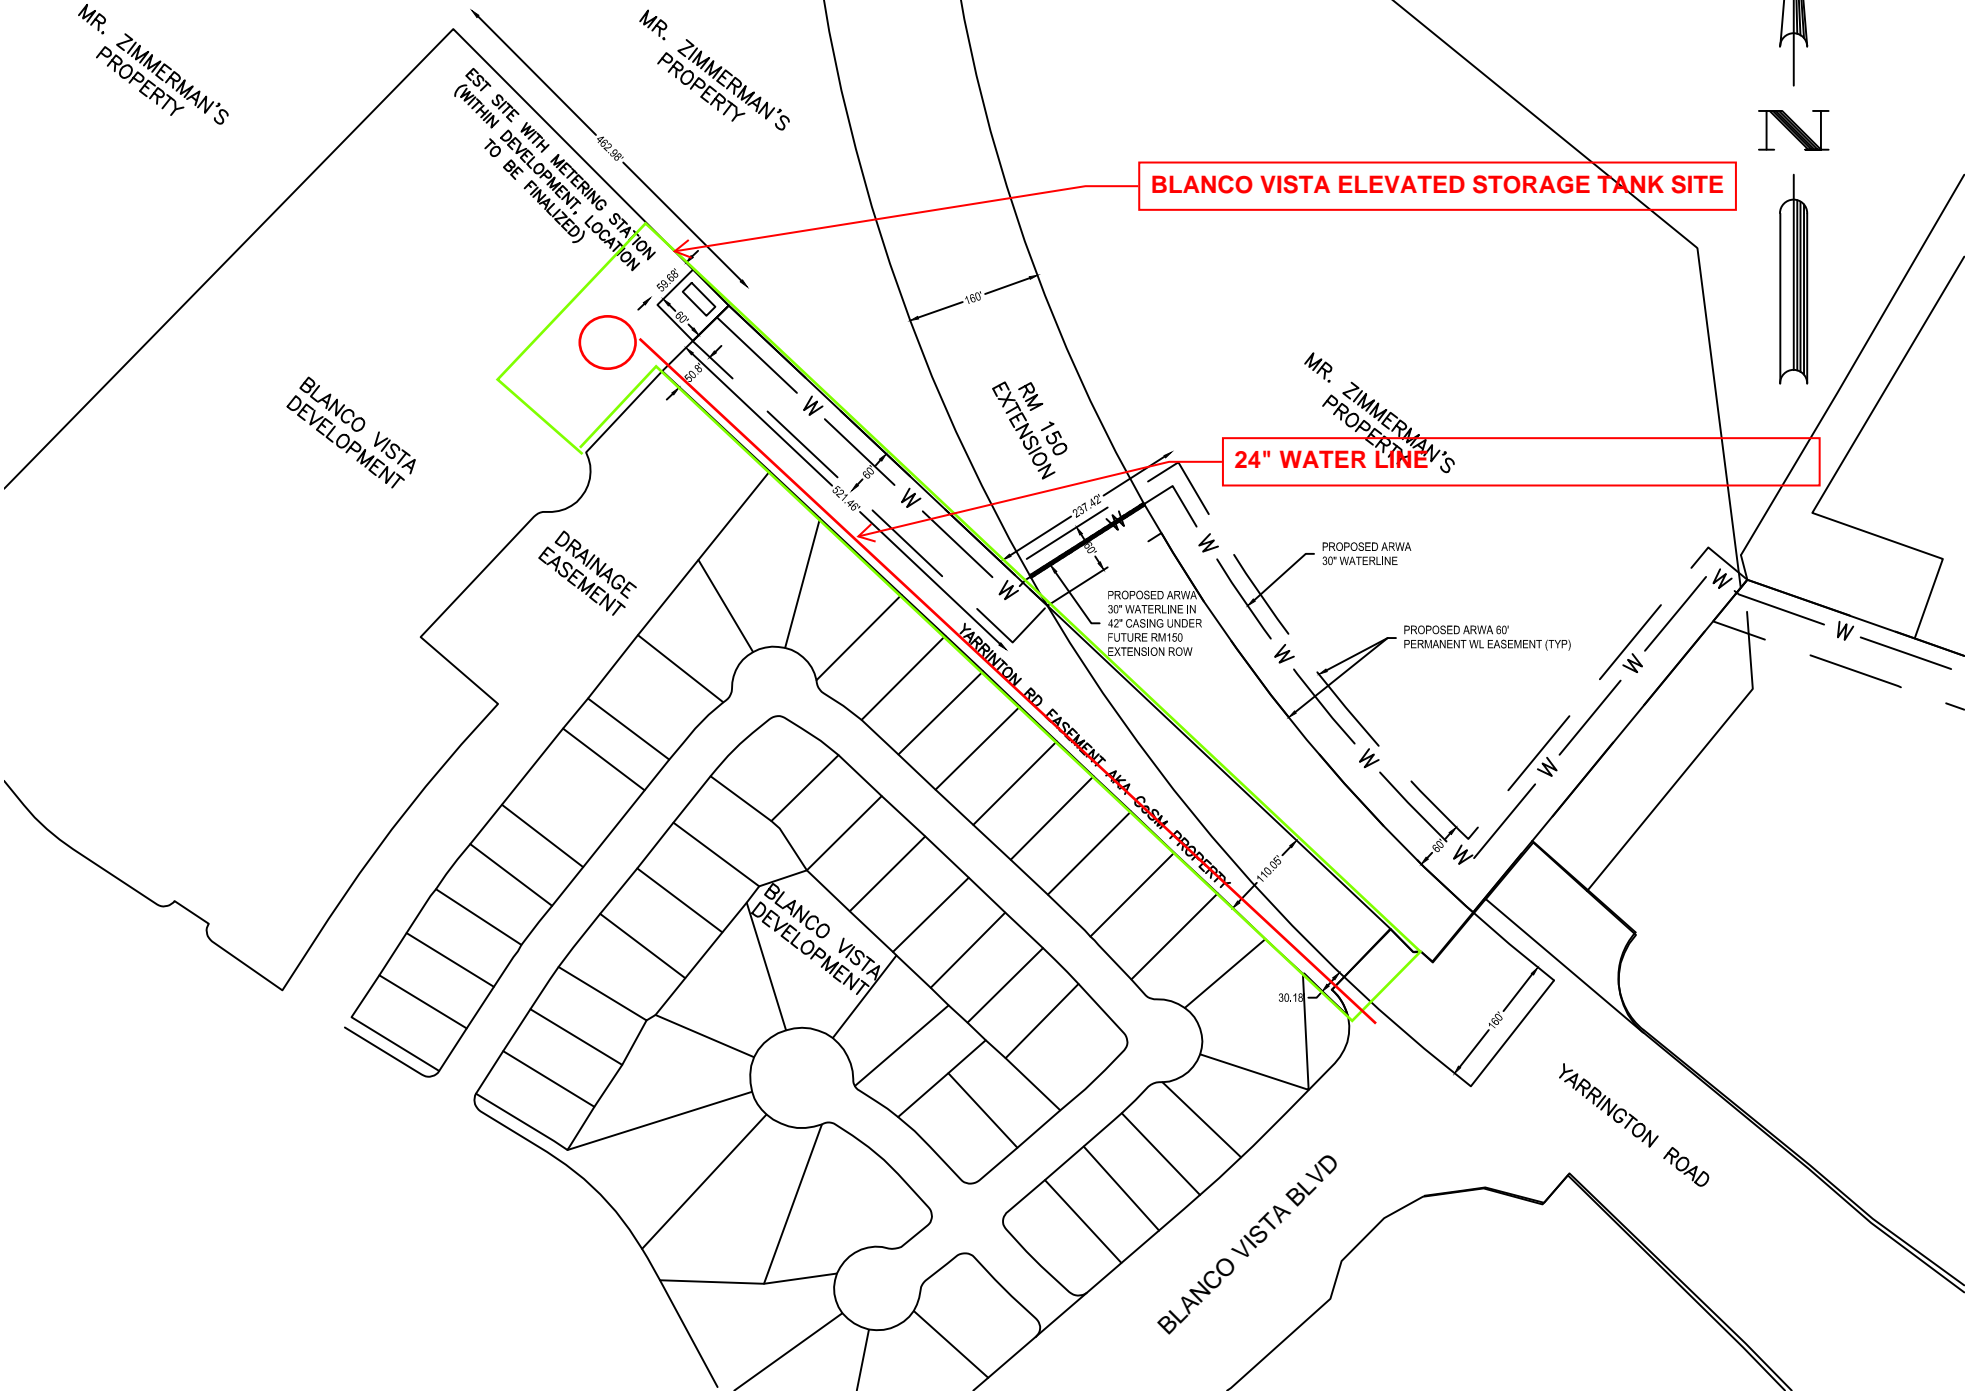 MR. ZIMMERMAN'S
PROPERTY
MR. ZIMMERMAN'S
PROPERTY
N
EST SITE WITH METERING STATION
(WITHIN DEVELOPMENT, LOCATION
TO BE FINALIZED)
462.98'
BLANCO VISTA ELEVATED STORAGE TANK SITE
59.68'
60'
50.8'
160'
RM 150
EXTENSION
MR. ZIMMERMAN'S
PROPERTY
24" WATER LINE
BLANCO VISTA
DEVELOPMENT
W
60'
W
521.46'
W
237.42'
W
60'
W
PROPOSED ARWA
30" WATERLINE
PROPOSED ARWA
30" WATERLINE IN
42" CASING UNDER
FUTURE RM150
EXTENSION ROW
PROPOSED ARWA 60'
PERMANENT WL EASEMENT (TYP)
DRAINAGE
EASEMENT
W
W
W
W
W
W
60'
W
YARRINTON RD EASEMENT AKA CoSM PROPERTY
110.05'
BLANCO VISTA
DEVELOPMENT
30.18
160'
YARRINGTON ROAD
BLANCO VISTA BLVD